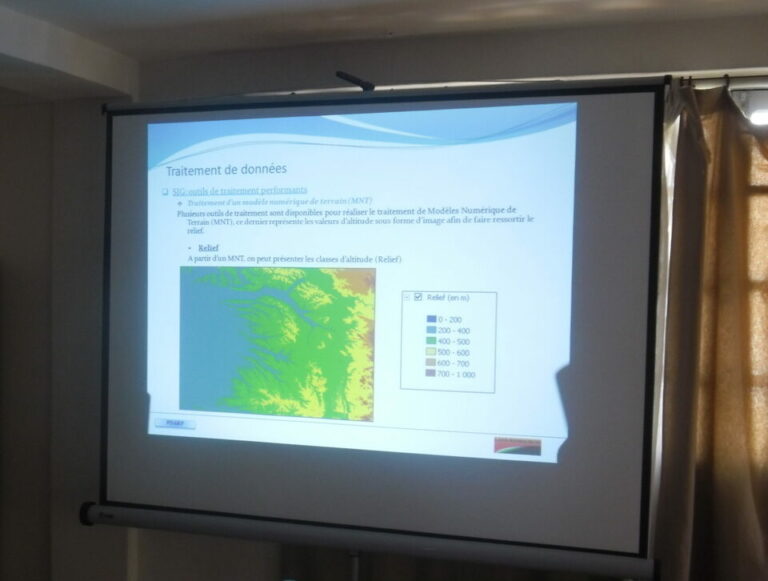 Traitement de données
SIG: outils de traitement performants
Traitement d'un modèle numérique de terrain (MNT)
Plusieurs outils de traitement sont disponibles pour réaliser le traitement de Modèles Numérique de
Terrain (MNT), ce dernier représente les valeurs d'altitude sous forme d'image afin de faire ressortir le
relief.
• Relief
A partir d'un MNT, on peut présenter les classes d'altitude (Relief)
Relief (en m)
0 - 200
200 - 400
400 - 500
500 - 600
600 - 700
700 - 1 000